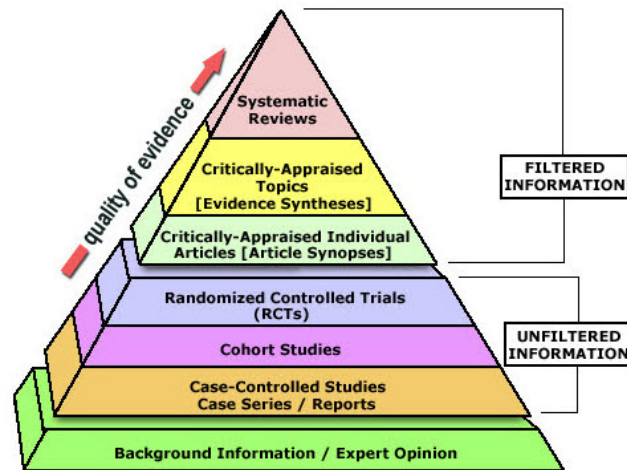 quality of evidence
Systematic
Reviews
Critically-Appraised
Topics
[Evidence Syntheses]
Critically-Appraised Individual
Articles [Article Synopses]
FILTERED
INFORMATION
Randomized Controlled Trials
(RCTs)
Cohort Studies
Case-Controlled Studies
Case Series / Reports
UNFILTERED
INFORMATION
Background Information / Expert Opinion